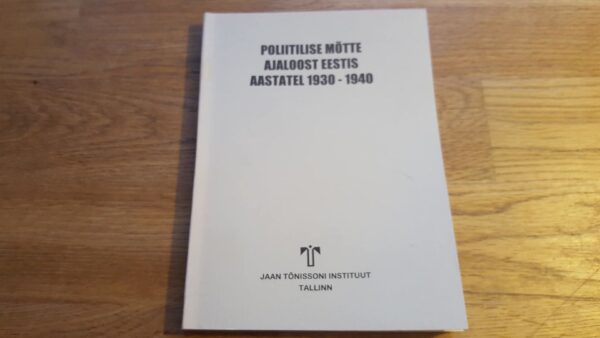 POLIITILISE MÕTTE
AJALOOST EESTIS
AASTATEL 1930 - 1940
JAAN TÕNISSONI INSTITUUT
TALLINN